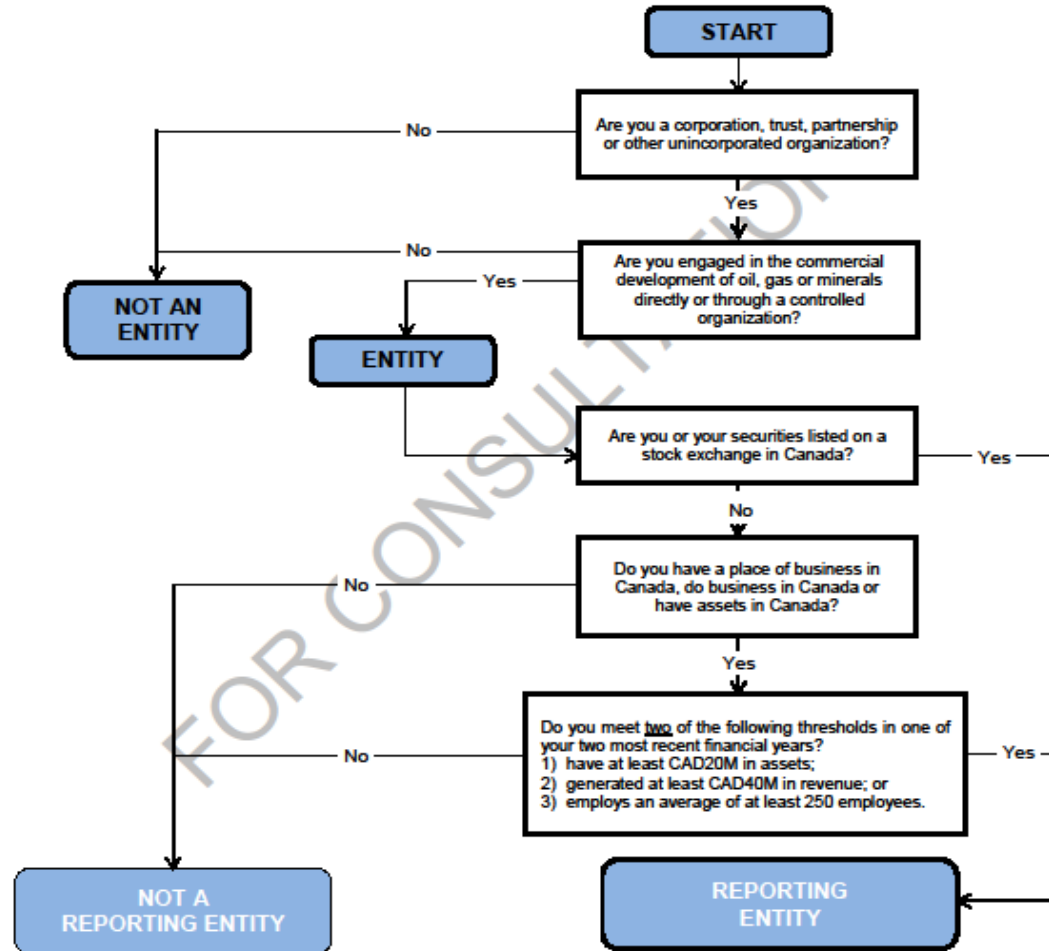 START
Are you a corporation, trust, partnership
or other unincorporated organization?
No
Yes
Are you engaged in the commercial
development of oil, gas or minerals
directly or through a controlled
organization?
No
Yes
NOT AN
ENTITY
ENTITY
Are you or your securities listed on a
stock exchange in Canada?
Yes
No
Do you have a place of business in
Canada, do business in Canada or
have assets in Canada?
No
Yes
Do you meet two of the following thresholds in one of
your two most recent financial years?
1) have at least CAD20M in assets;
2) generated at least CAD40M in revenue; or
3) employs an average of at least 250 employees.
No
Yes
NOT A
REPORTING ENTITY
REPORTING
ENTITY
FOR CONSULTATION